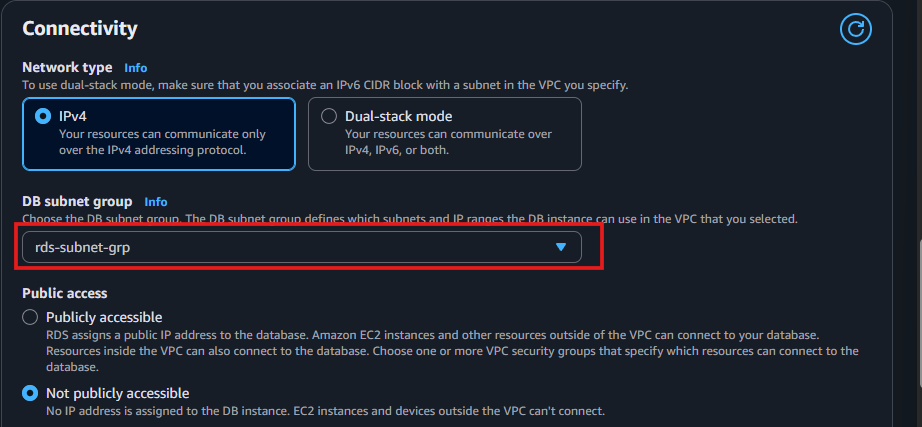 Connectivity
Network type Info
To use dual-stack mode, make sure that you associate an IPv6 CIDR block with a subnet in the VPC you specify.
IPv4
Your resources can communicate only
over the IPv4 addressing protocol.
Dual-stack mode
Your resources can communicate over
IPv4, IPv6, or both.
DB subnet group Info
Choose the DB subnet group. The DB subnet group defines which subnets and IP ranges the DB instance can use in the VPC that you selected.
rds-subnet-grp
Public access
Publicly accessible
RDS assigns a public IP address to the database. Amazon EC2 instances and other resources outside of the VPC can connect to your database.
Resources inside the VPC can also connect to the database. Choose one or more VPC security groups that specify which resources can connect to the
database.
Not publicly accessible
No IP address is assigned to the DB instance. EC2 instances and devices outside the VPC can't connect.